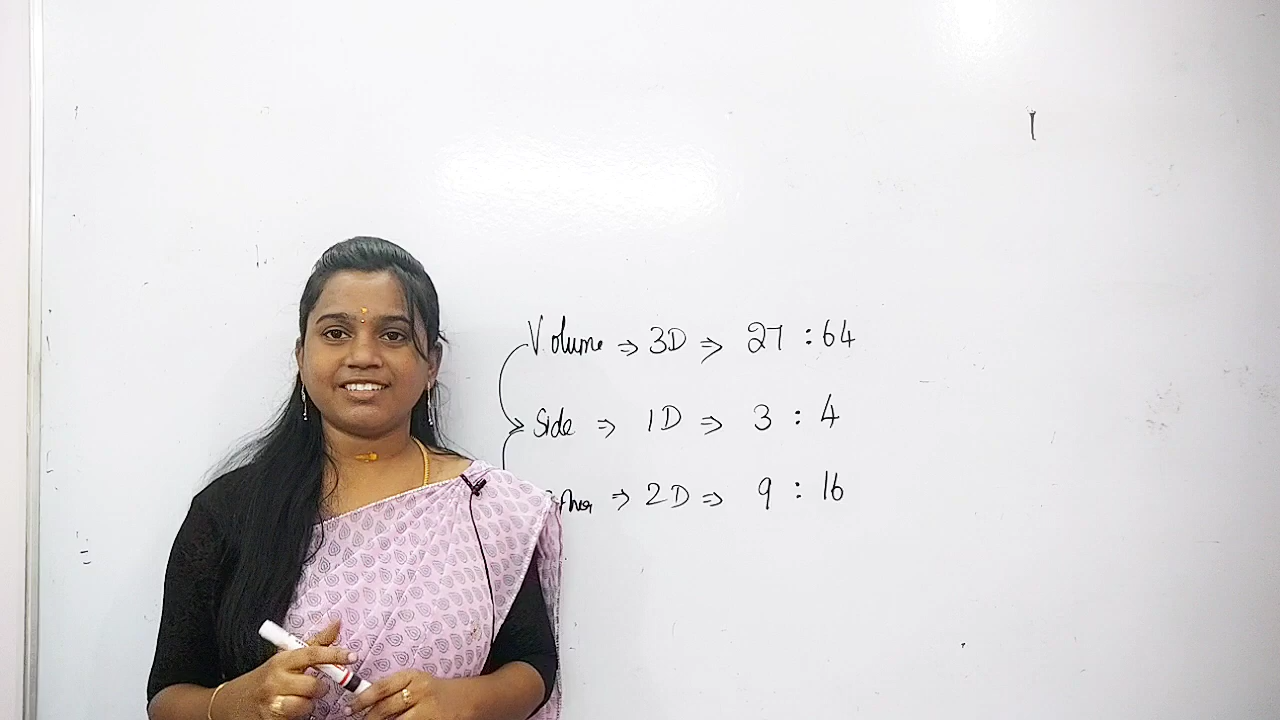 Volume ⇒ 3D ⇒ 27 : 64
Side ⇒ 1D ⇒ 3 : 4
⇒ 2D ⇒ 9 : 16